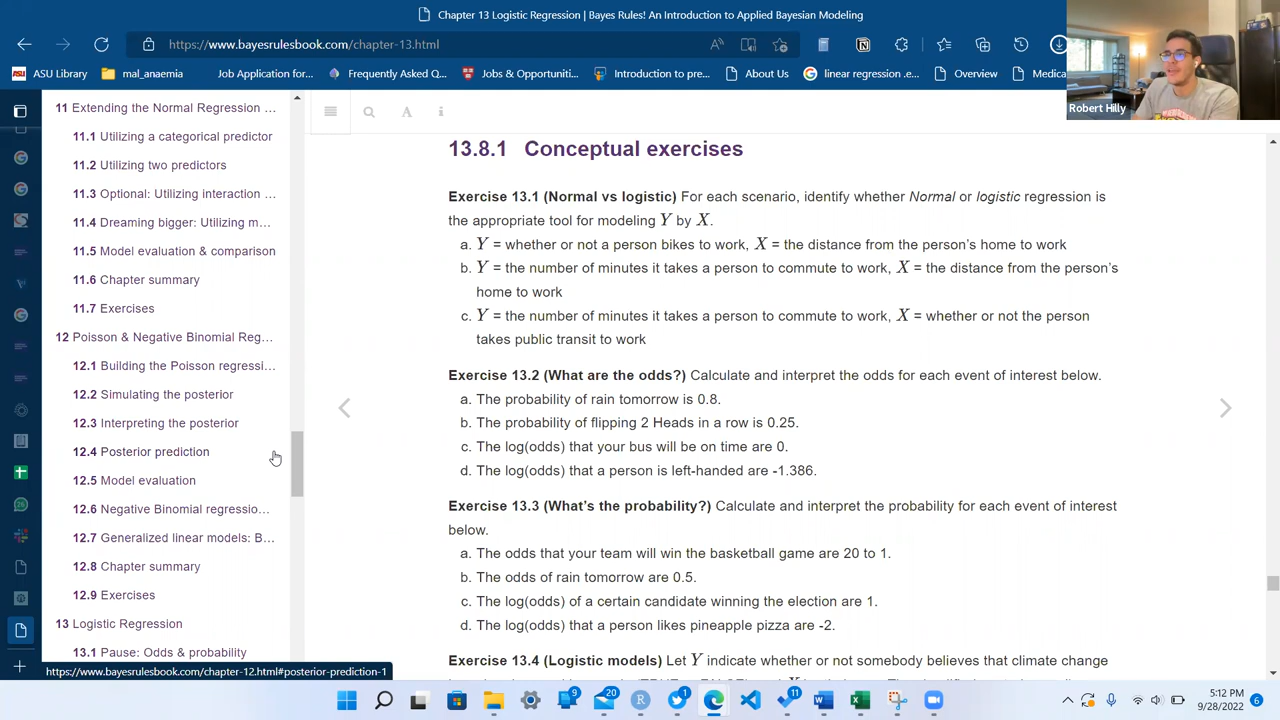 Chapter 13 Logistic Regression | Bayes Rules! An Introduction to Applied Bayesian Modeling
https://www.bayesrulesbook.com/chapter-13.html
ASU Library
mal_anaemia
Job Application for...
Frequently Asked Q...
Jobs & Opportuniti...
Introduction to pre...
About Us
linear regression .e...
Overview
Medica
Robert Hilly
11 Extending the Normal Regression ...
11.1 Utilizing a categorical predictor
11.2 Utilizing two predictors
11.3 Optional: Utilizing interaction ...
11.4 Dreaming bigger: Utilizing m...
11.5 Model evaluation & comparison
11.6 Chapter summary
11.7 Exercises
12 Poisson & Negative Binomial Reg...
12.1 Building the Poisson regressi...
12.2 Simulating the posterior
12.3 Interpreting the posterior
12.4 Posterior prediction
12.5 Model evaluation
12.6 Negative Binomial regressio...
12.7 Generalized linear models: B...
12.8 Chapter summary
12.9 Exercises
13 Logistic Regression
13.1 Pause: Odds & probability
https://www.bayesrulesbook.com/chapter-12.html#posterior-prediction-1
13.8.1 Conceptual exercises
Exercise 13.1 (Normal vs logistic) For each scenario, identify whether Normal or logistic regression is
the appropriate tool for modeling Y by X.
a. Y = whether or not a person bikes to work, X = the distance from the person's home to work
b. Y = the number of minutes it takes a person to commute to work, X = the distance from the person's
home to work
c. Y = the number of minutes it takes a person to commute to work, X = whether or not the person
takes public transit to work
Exercise 13.2 (What are the odds?) Calculate and interpret the odds for each event of interest below.
a. The probability of rain tomorrow is 0.8.
b. The probability of flipping 2 Heads in a row is 0.25.
c. The log(odds) that your bus will be on time are 0.
d. The log(odds) that a person is left-handed are -1.386.
Exercise 13.3 (What's the probability?) Calculate and interpret the probability for each event of interest
below.
a. The odds that your team will win the basketball game are 20 to 1.
b. The odds of rain tomorrow are 0.5.
c. The log(odds) of a certain candidate winning the election are 1.
d. The log(odds) that a person likes pineapple pizza are -2.
Exercise 13.4 (Logistic models) Let Y indicate whether or not somebody believes that climate change
9
20
1
11
5:12 PM
9/28/2022
6